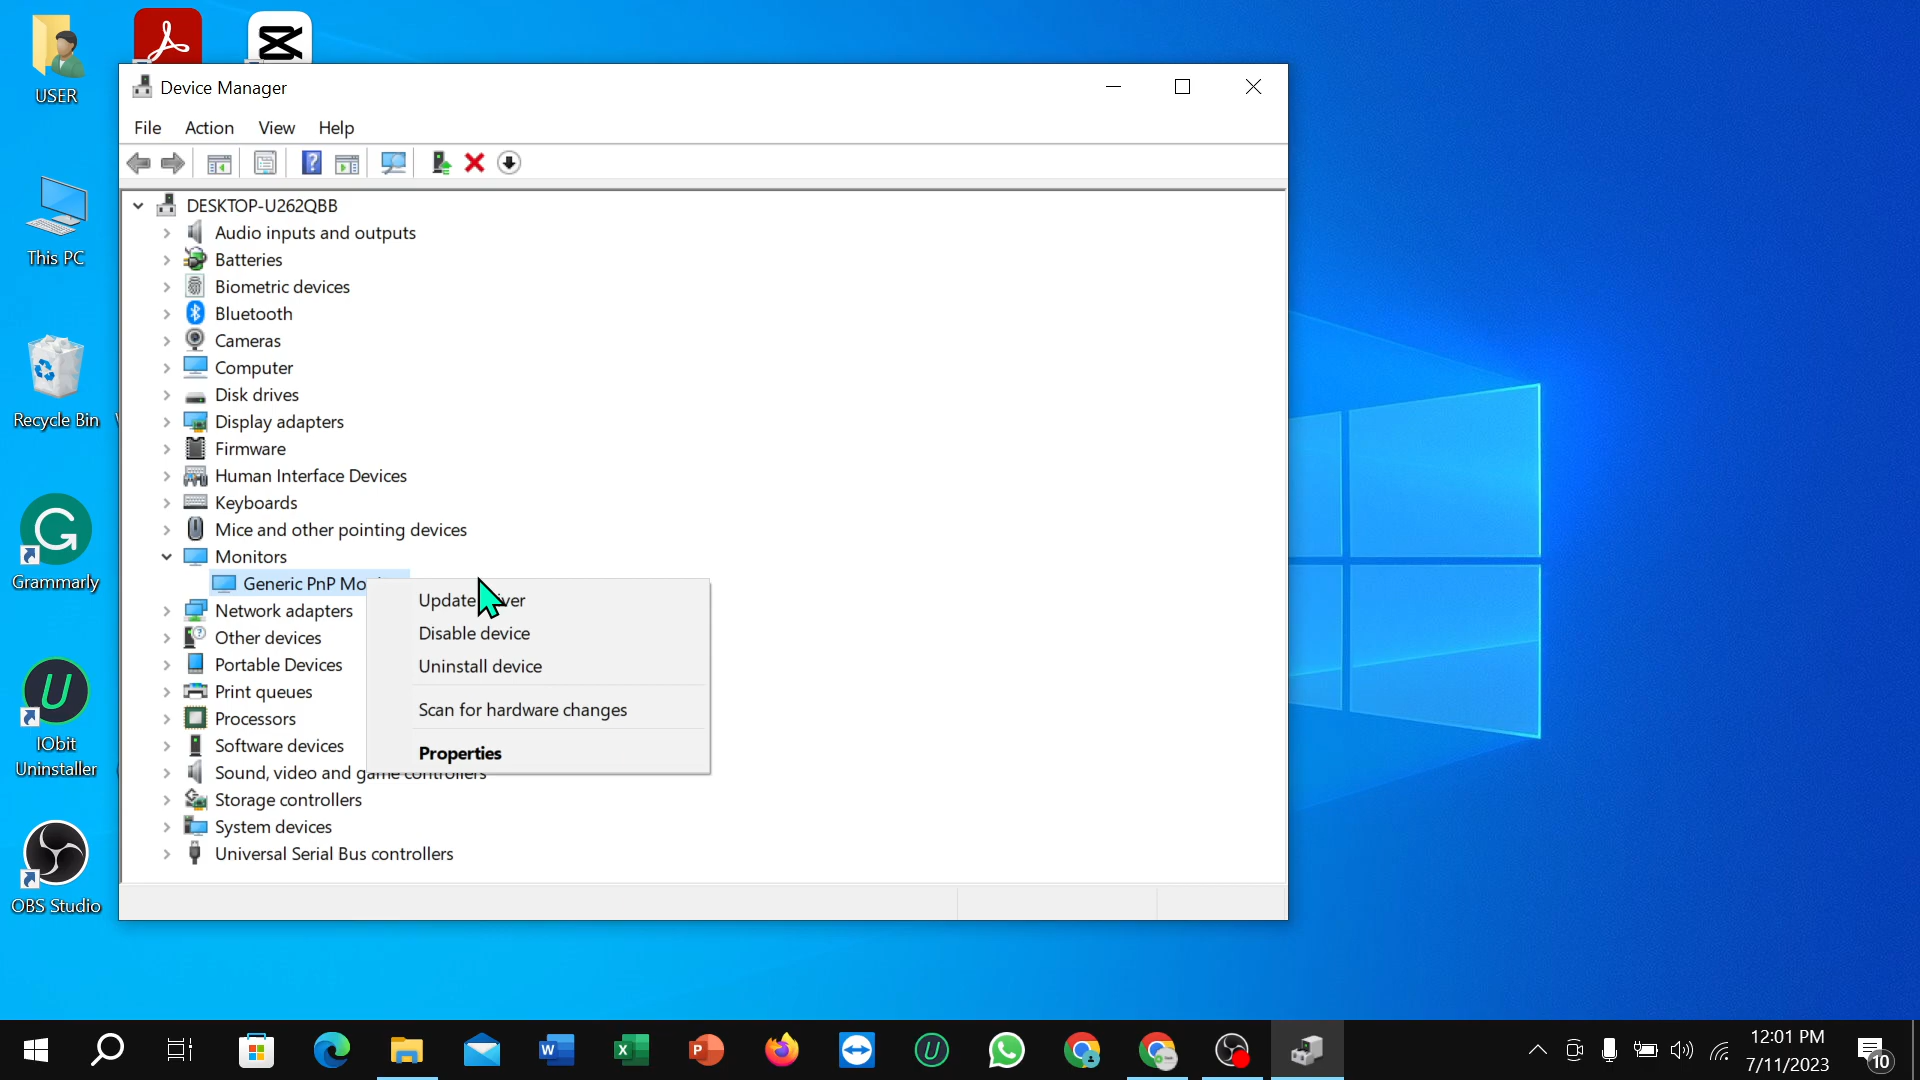 USER
This PC
Recycle Bin
Grammarly
IObit
Uninstaller
OBS Studio
Device Manager
File Action View Help
DESKTOP-U262QBB
Audio inputs and outputs
Batteries
Biometric devices
Bluetooth
Cameras
Computer
Disk drives
Display adapters
Firmware
Human Interface Devices
Keyboards
Mice and other pointing devices
Monitors
Generic PnP
Network adapters
Other devices
Portable Devices
Print queues
Processors
Software devices
Sound, video and game controllers
Storage controllers
System devices
Universal Serial Bus controllers
Update
Disable device
Uninstall device
Scan for hardware changes
Properties
12:01 PM
7/11/2023
10